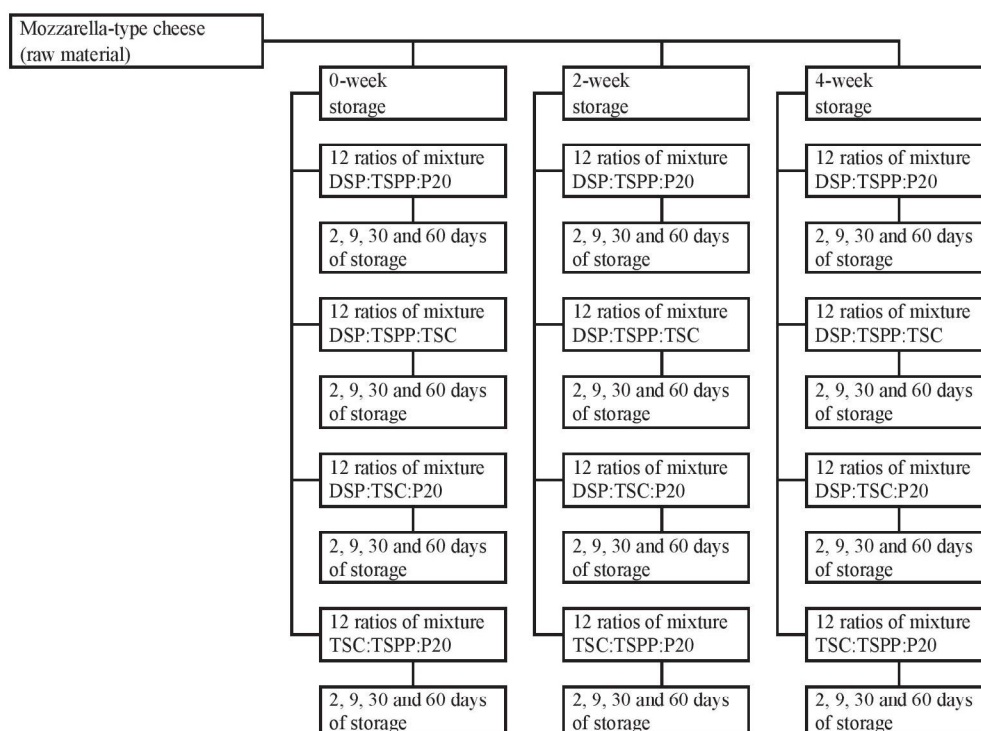 Mozzarella-type cheese
(raw material)
0-week
storage
12 ratios of mixture
DSP:TSPP:P20
2, 9, 30 and 60 days
of storage
12 ratios of mixture
DSP:TSPP:TSC
2, 9, 30 and 60 days
of storage
12 ratios of mixture
DSP:TSC:P20
2, 9, 30 and 60 days
of storage
12 ratios of mixture
TSC:TSPP:P20
2, 9, 30 and 60 days
of storage
2-week
storage
12 ratios of mixture
DSP:TSPP:P20
2, 9, 30 and 60 days
of storage
12 ratios of mixture
DSP:TSPP:TSC
2, 9, 30 and 60 days
of storage
12 ratios of mixture
DSP:TSC:P20
2, 9, 30 and 60 days
of storage
12 ratios of mixture
TSC:TSPP:P20
2, 9, 30 and 60 days
of storage
4-week
storage
12 ratios of mixture
DSP:TSPP:P20
2, 9, 30 and 60 days
of storage
12 ratios of mixture
DSP:TSPP:TSC
2, 9, 30 and 60 days
of storage
12 ratios of mixture
DSP:TSC:P20
2, 9, 30 and 60 days
of storage
12 ratios of mixture
TSC:TSPP:P20
2, 9, 30 and 60 days
of storage